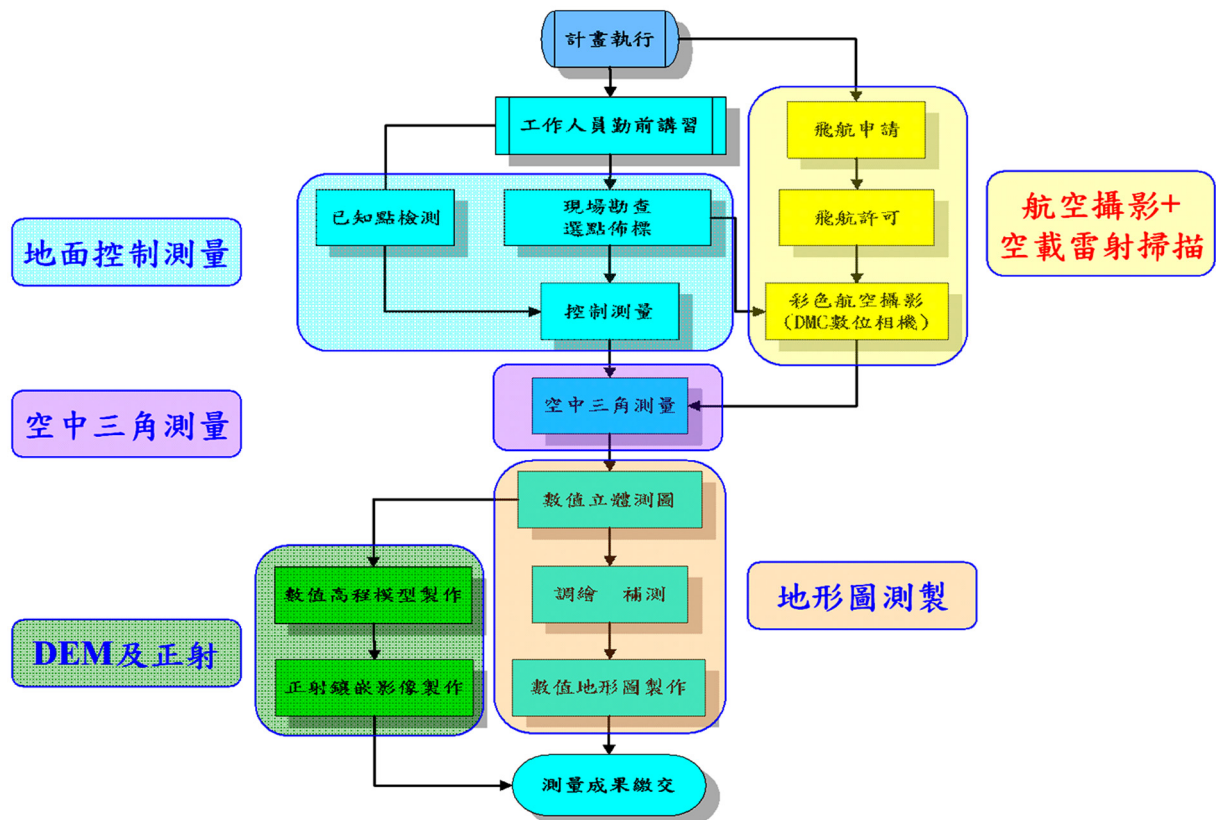 計畫執行
工作人員勤前講習
飛航申請
已知點檢測
現場勘查
選點佈標
飛航許可
航空攝影+
空載雷射掃描
地面控制測量
控制測量
彩色航空攝影
(DMC數位相機)
空中三角測量
空中三角測量
數值立體測圖
數值高程模型製作
調繪 補測
地形圖測製
DEM及正射
正射鑲嵌影像製作
數值地形圖製作
測量成果繳交